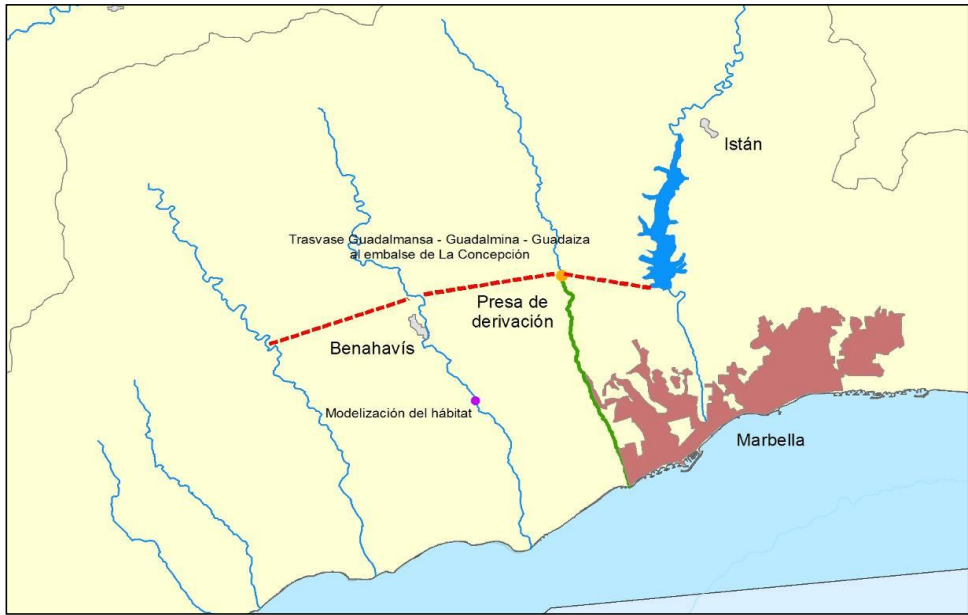 Istán
Trasvase Guadalmansa - Guadalmina - Guadaiza
al embalse de La Concepción
Presa de
derivación
Benahavís
Modelización del hábitat
Marbella